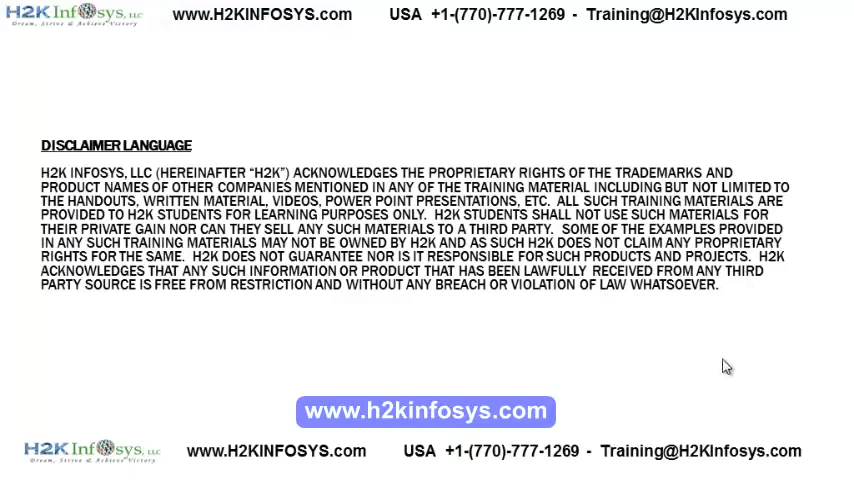 H2K Infosys, LLC
Dream, Strive & Achieve Victory
www.H2KINFOSYS.com USA +1-(770)-777-1269 - Training@H2KInfosys.com
DISCLAIMER LANGUAGE
H2K INFOSYS, LLC (HEREINAFTER “H2K”) ACKNOWLEDGES THE PROPRIETARY RIGHTS OF THE TRADEMARKS AND
PRODUCT NAMES OF OTHER COMPANIES MENTIONED IN ANY OF THE TRAINING MATERIAL INCLUDING BUT NOT LIMITED TO
THE HANDOUTS, WRITTEN MATERIAL, VIDEOS, POWER POINT PRESENTATIONS, ETC. ALL SUCH TRAINING MATERIALS ARE
PROVIDED TO H2K STUDENTS FOR LEARNING PURPOSES ONLY. H2K STUDENTS SHALL NOT USE SUCH MATERIALS FOR
THEIR PRIVATE GAIN NOR CAN THEY SELL ANY SUCH MATERIALS TO A THIRD PARTY. SOME OF THE EXAMPLES PROVIDED
IN ANY SUCH TRAINING MATERIALS MAY NOT BE OWNED BY H2K AND AS SUCH H2K DOES NOT CLAIM ANY PROPRIETARY
RIGHTS FOR THE SAME. H2K DOES NOT GUARANTEE NOR IS IT RESPONSIBLE FOR SUCH PRODUCTS AND PROJECTS. H2K
ACKNOWLEDGES THAT ANY SUCH INFORMATION OR PRODUCT THAT HAS BEEN LAWFULLY RECEIVED FROM ANY THIRD
PARTY SOURCE IS FREE FROM RESTRICTION AND WITHOUT ANY BREACH OR VIOLATION OF LAW WHATSOEVER.
www.h2kinfosys.com
H2K Infosys, LLC
Dream, Strive & Achieve Victory
www.H2KINFOSYS.com USA +1-(770)-777-1269 - Training@H2KInfosys.com